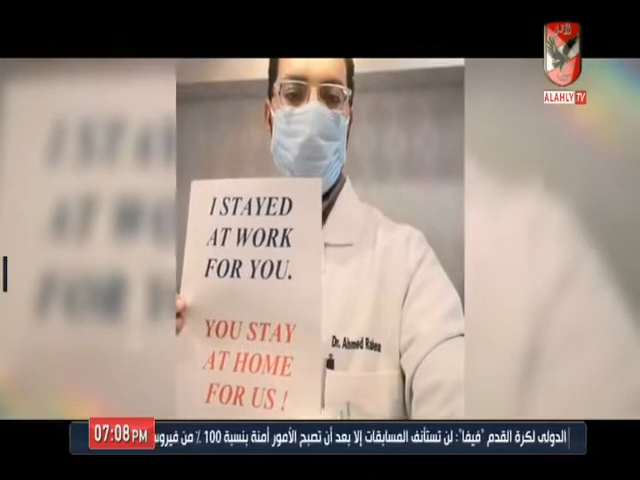 ALAHLY TV
I STAYED
AT WORK
FOR YOU.
YOU STAY
AT HOME
FOR US !
Dr. Ahmed
07:08 PM
الدولى لكرة القدم "فيفا": لن تستأنف المسابقات إلا بعد أن تصبح الأمور آمنة بنسبة 100 ٪ من فيروس